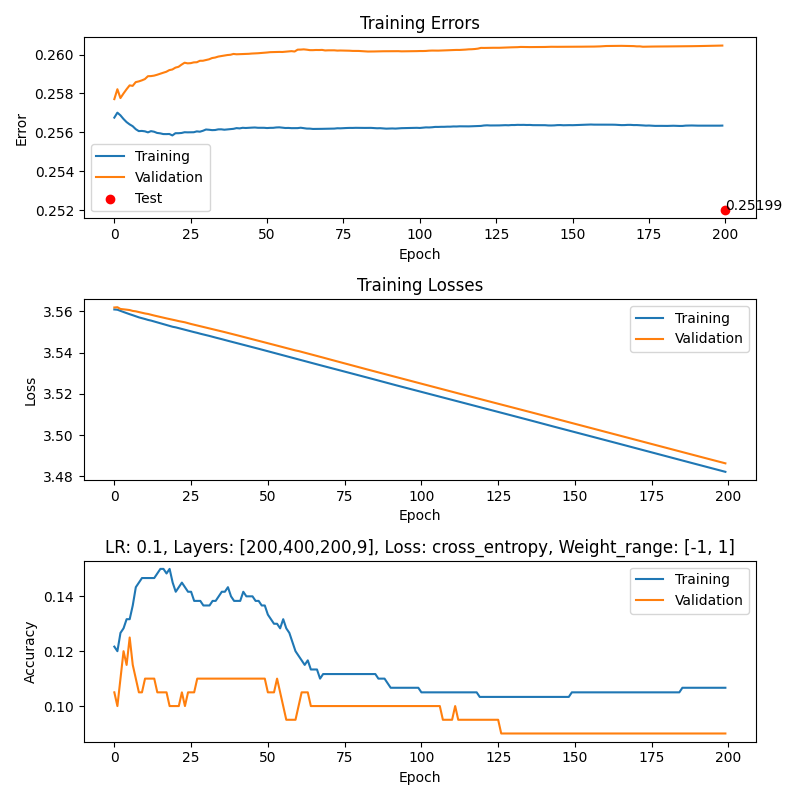 Training Errors
0.260
0.258
0.256
0.254
0.252
Error
Training
Validation
Test
0.25199
0 25 50 75 100 125 150 175 200
Epoch
Training Losses
3.56
3.54
3.52
3.50
3.48
Loss
Training
Validation
0 25 50 75 100 125 150 175 200
Epoch
LR: 0.1, Layers: [200,400,200,9], Loss: cross_entropy, Weight_range: [-1, 1]
0.14
0.12
0.10
Accuracy
Training
Validation
0 25 50 75 100 125 150 175 200
Epoch